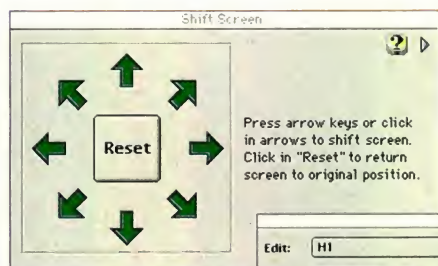 Shift Screen
?
Reset
Press arrow keys or click
in arrows to shift screen.
Click in "Reset" to return
screen to original position.
Edit: H1